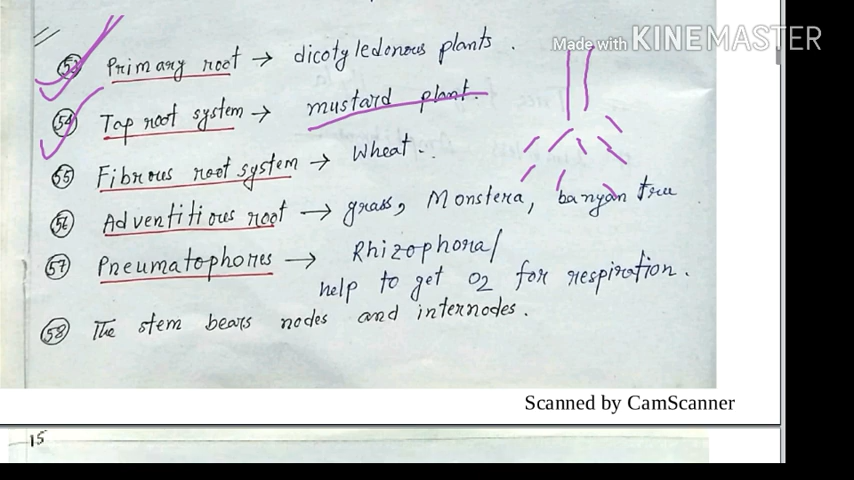 Made with KINEMASTER
53 Primary root → dicotyledonous plants.
54 Tap root system → mustard plant.
55 Fibrous root system → Wheat.
56 Adventitious root → grass, Monstera, banyan tree
57 Pneumatophores → Rhizophora/
help to get O2 for respiration.
58 The stem bears nodes and internodes.
Scanned by CamScanner
15